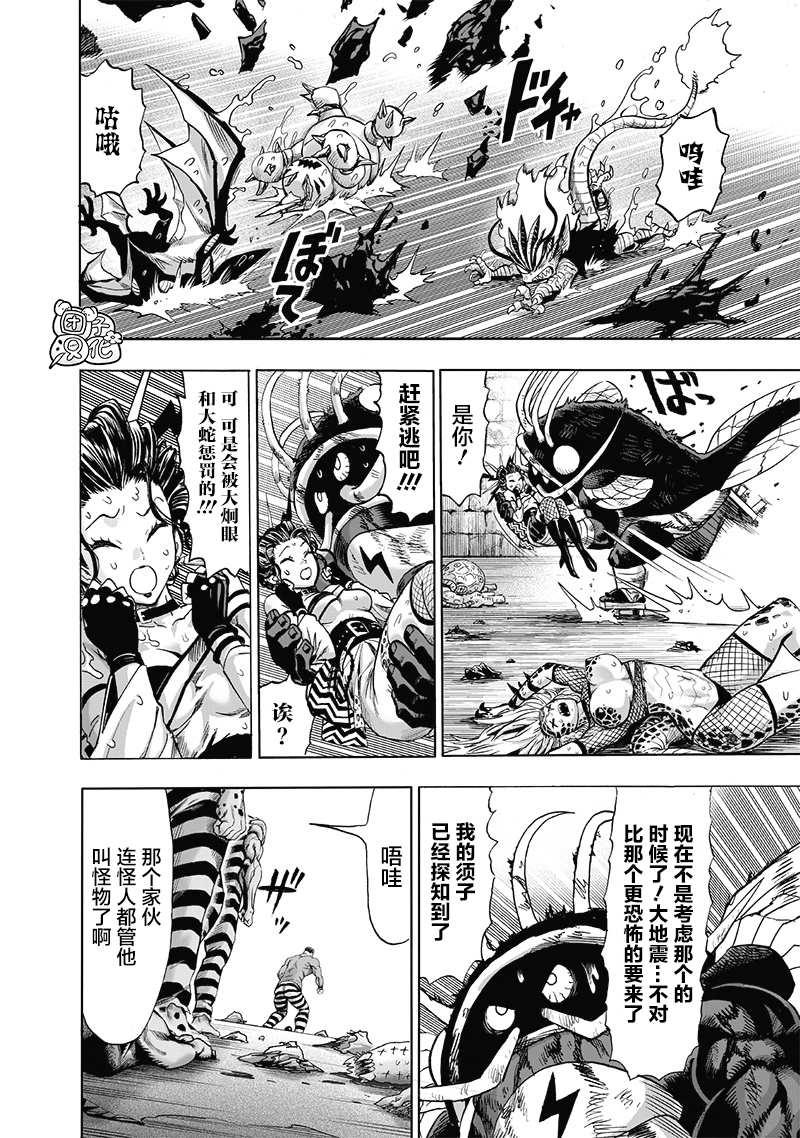 呜哇
ドチャ
咕哦
ぼて
团子
汉化
ばっ
是你！
赶紧逃吧!!!
诶？
可 可是会被大炯眼
和大蛇惩罚的!!!
现在不是考虑那个的
时候了！大地震…不对
比那个更恐怖的要来了
我的须子
已经探知到了
唔哇
那个家伙
连怪人都管他
叫怪物了啊